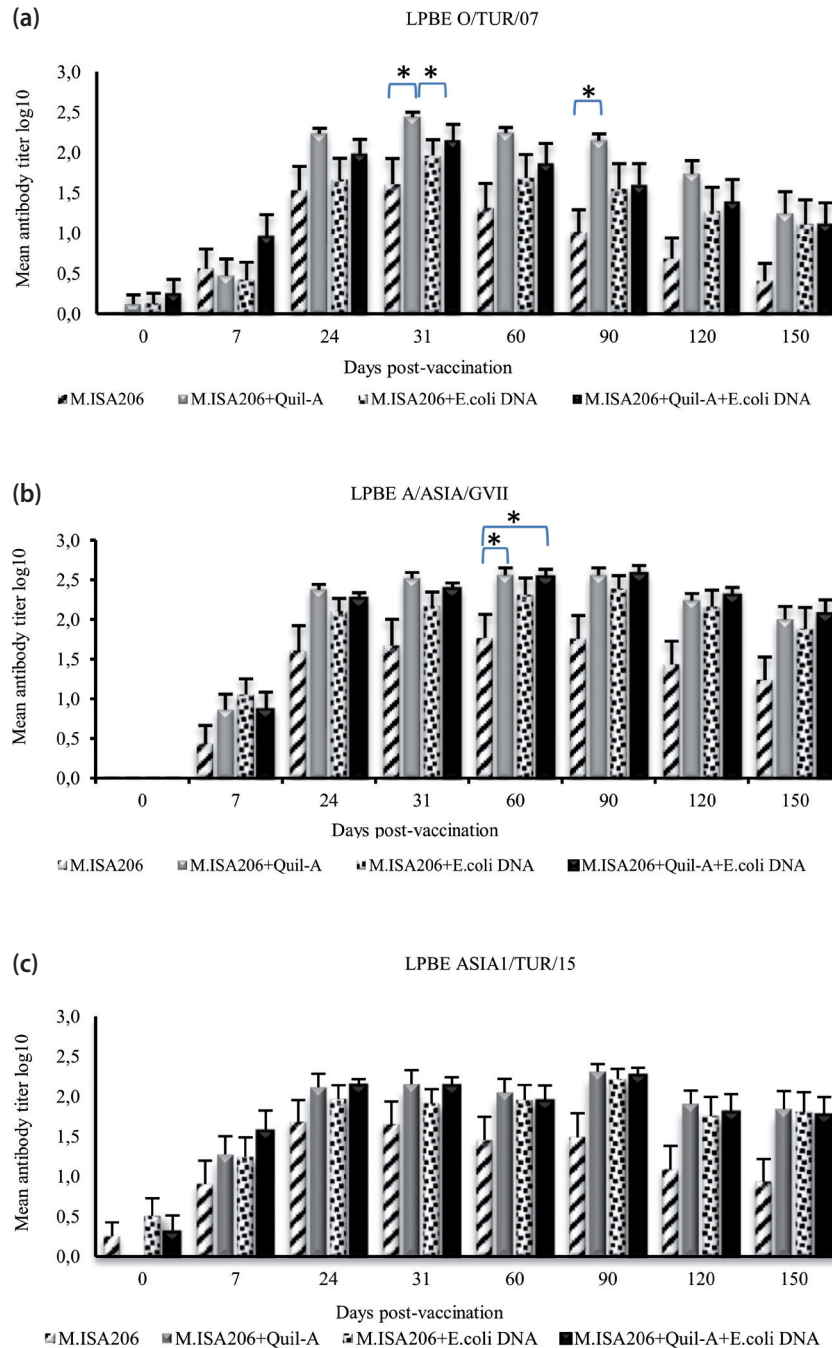 (a)
LPBE O/TUR/07
Mean antibody titer log10
3,0
2,5
2,0
1,5
1,0
0,5
0,0
* *
*
0 7 24 31 60 90 120 150
Days post-vaccination
M.ISA206 M.ISA206+Quil-A M.ISA206+E.coli DNA M.ISA206+Quil-A+E.coli DNA
(b)
LPBE A/ASIA/GVII
Mean antibody titer log10
3,0
2,5
2,0
1,5
1,0
0,5
0,0
*
*
0 7 24 31 60 90 120 150
Days post-vaccination
M.ISA206 M.ISA206+Quil-A M.ISA206+E.coli DNA M.ISA206+Quil-A+E.coli DNA
(c)
LPBE ASIA1/TUR/15
Mean antibody titer log10
3,0
2,5
2,0
1,5
1,0
0,5
0,0
0 7 24 31 60 90 120 150
Days post-vaccination
M.ISA206 M.ISA206+Quil-A M.ISA206+E.coli DNA M.ISA206+Quil-A+E.coli DNA